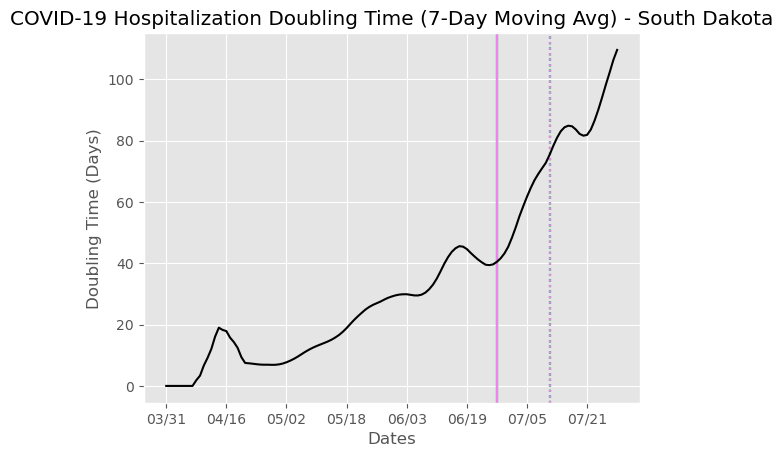 COVID-19 Hospitalization Doubling Time (7-Day Moving Avg) - South Dakota
Doubling Time (Days)
100
80
60
40
20
0
03/31 04/16 05/02 05/18 06/03 06/19 07/05 07/21
Dates